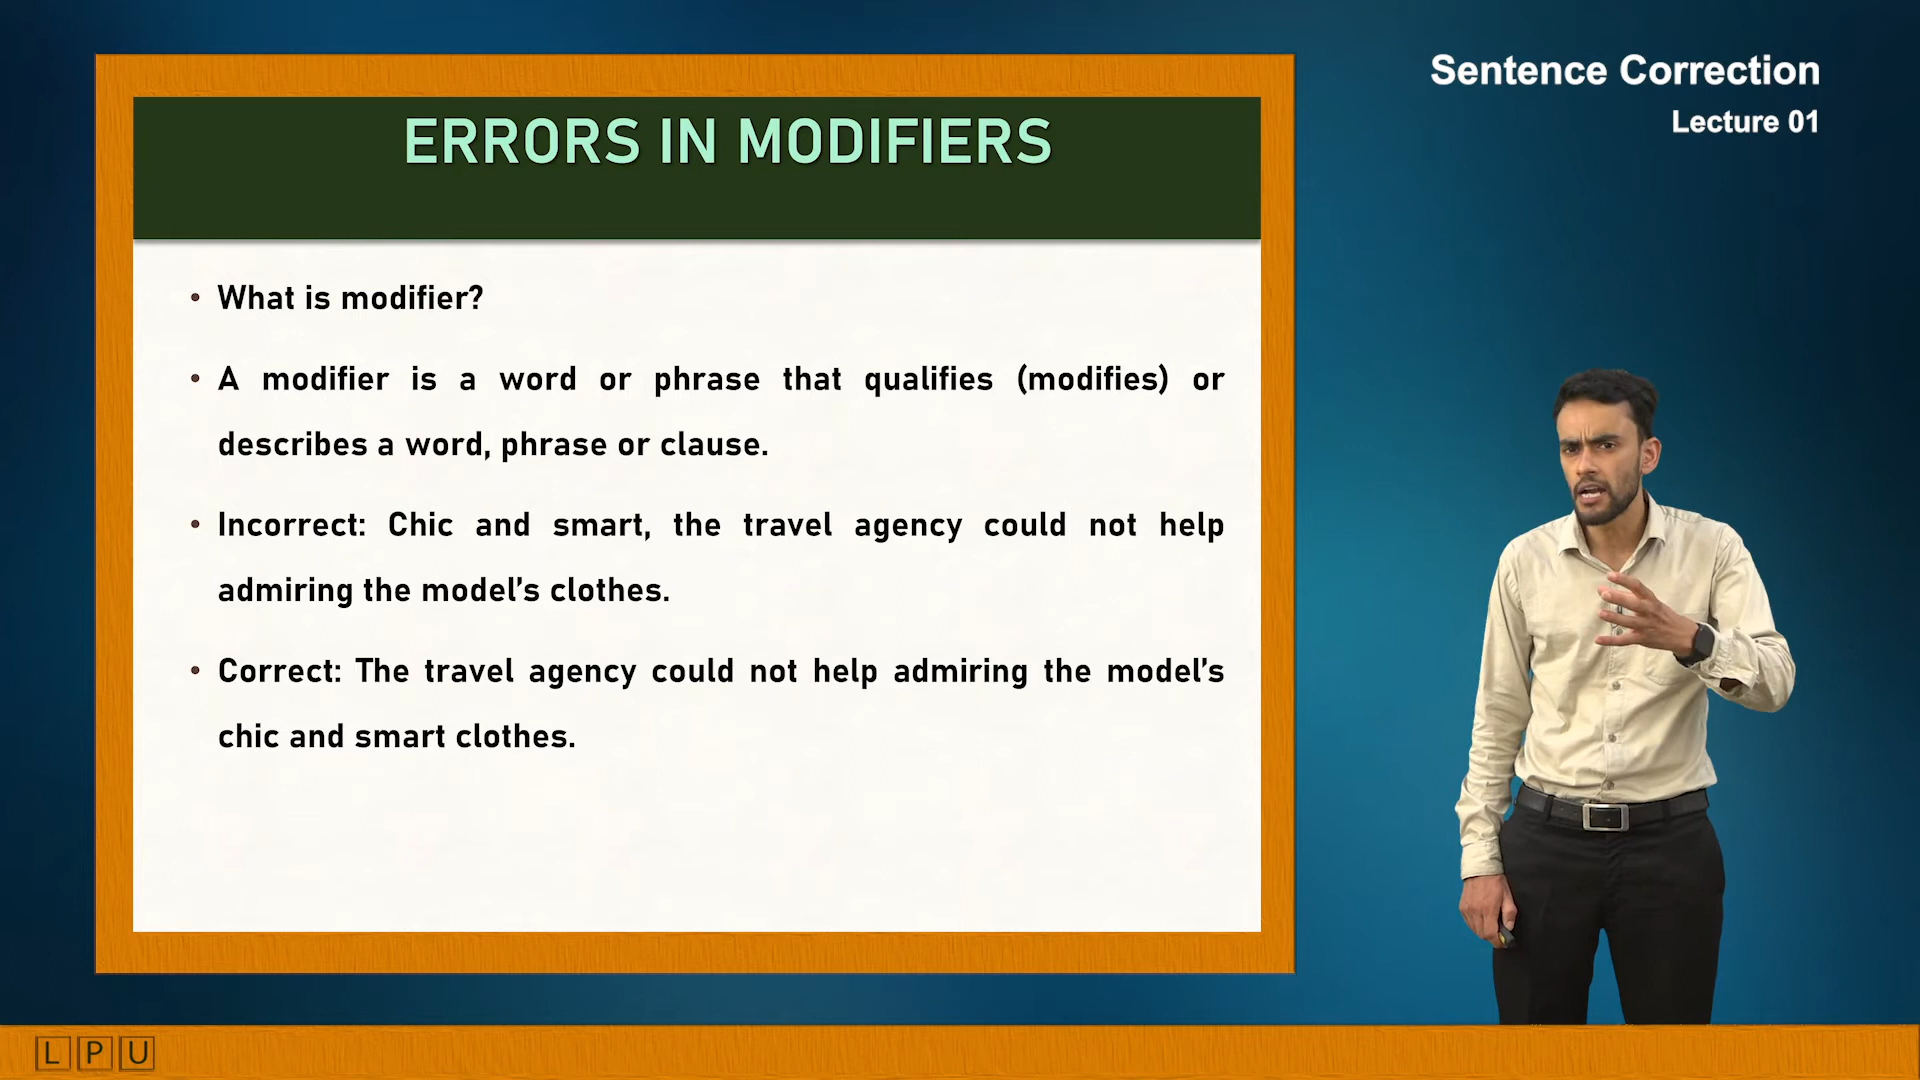 Sentence Correction
Lecture 01
ERRORS IN MODIFIERS
• What is modifier?
• A modifier is a word or phrase that qualifies (modifies) or
describes a word, phrase or clause.
• Incorrect: Chic and smart, the travel agency could not help
admiring the model’s clothes.
• Correct: The travel agency could not help admiring the model’s
chic and smart clothes.
LPU